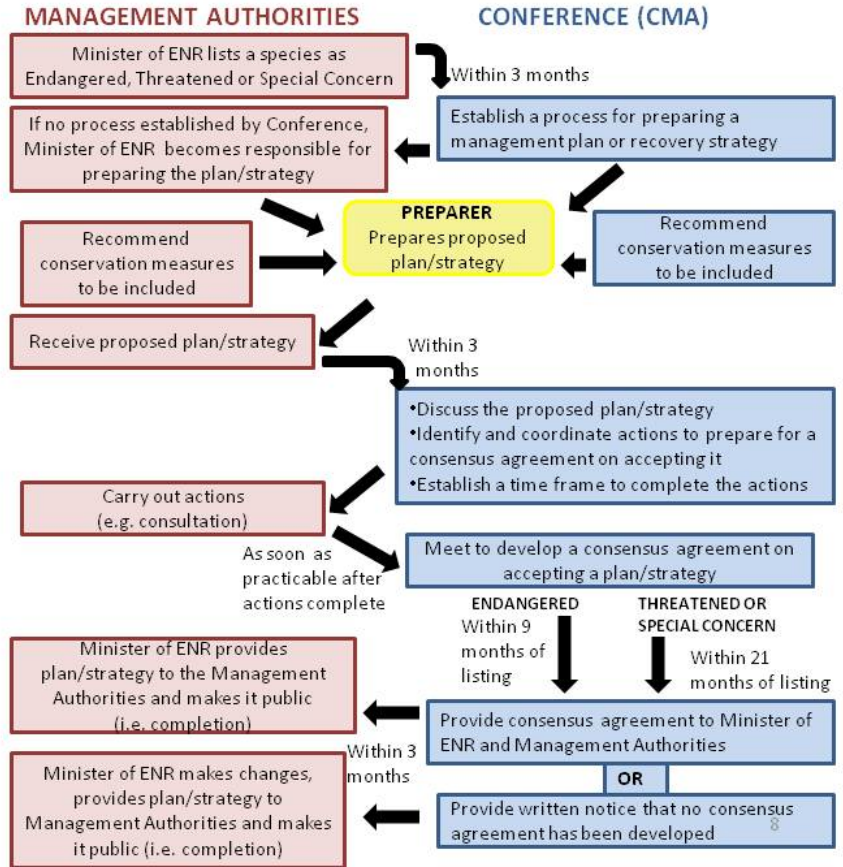 MANAGEMENT AUTHORITIES
CONFERENCE (CMA)
Minister of ENR lists a species as
Endangered, Threatened or Special Concern
Within 3 months
Establish a process for preparing a
management plan or recovery strategy
If no process established by Conference,
Minister of ENR becomes responsible for
preparing the plan/strategy
PREPARER
Prepares proposed
plan/strategy
Recommend
conservation measures
to be included
Recommend
conservation measures
to be included
Receive proposed plan/strategy
Within 3
months
•Discuss the proposed plan/strategy
•Identify and coordinate actions to prepare for a
consensus agreement on accepting it
•Establish a time frame to complete the actions
Carry out actions
(e.g. consultation)
As soon as
practicable after
actions complete
Meet to develop a consensus agreement on
accepting a plan/strategy
ENDANGERED
Within 9
months of
listing
THREATENED OR
SPECIAL CONCERN
Within 21
months of listing
Minister of ENR provides
plan/strategy to the Management
Authorities and makes it public
(i.e. completion)
Provide consensus agreement to Minister of
ENR and Management Authorities
Within 3
months
OR
Minister of ENR makes changes,
provides plan/strategy to
Management Authorities and makes
it public (i.e. completion)
Provide written notice that no consensus
agreement has been developed
8